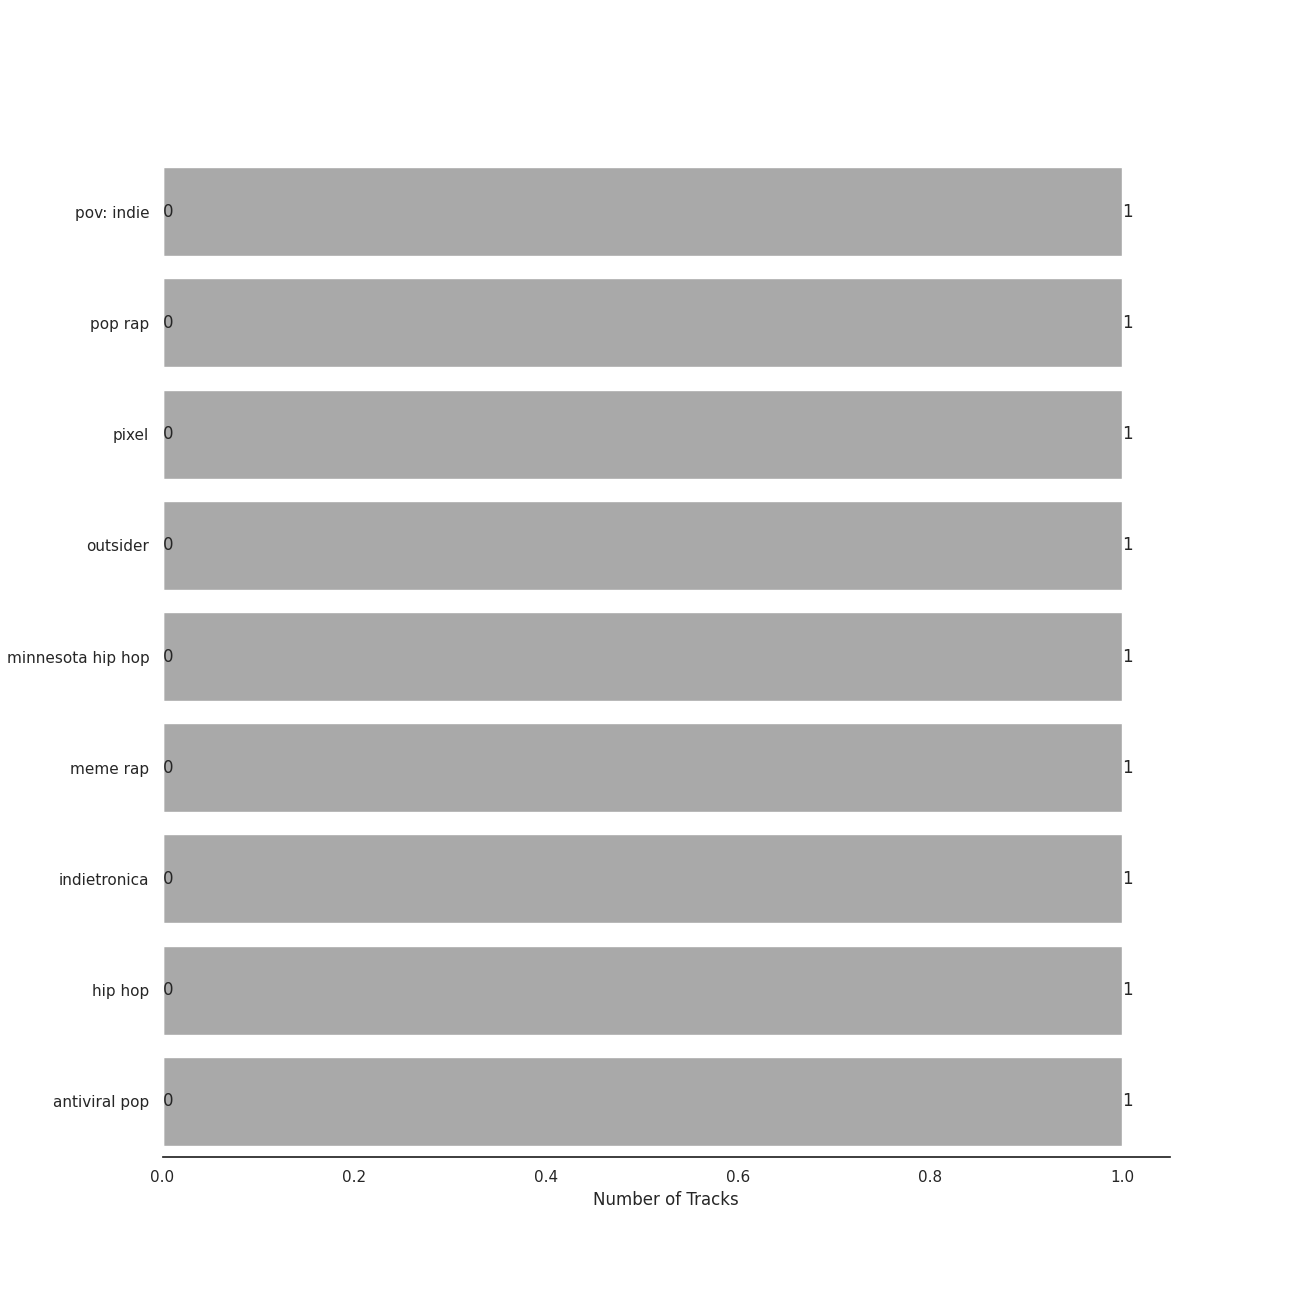 pov: indie 0 1
pop rap 0 1
pixel 0 1
outsider 0 1
minnesota hip hop 0 1
meme rap 0 1
indietronica 0 1
hip hop 0 1
antiviral pop 0 1
0.0 0.2 0.4 0.6 0.8 1.0
Number of Tracks